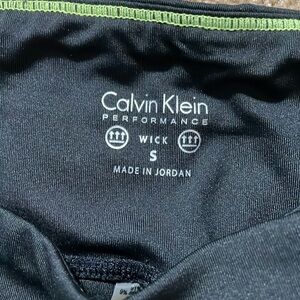 Calvin Klein
PERFORMANCE
WICK
S
MADE IN JORDAN